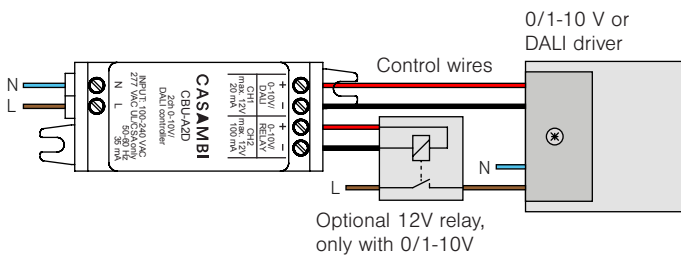 0/1-10 V or
DALI driver
Control wires
N
L
INPUT: 100-240 VAC
277 VAC UL/CSA only
50-60 Hz
35 mA
N L
CASAMBI
CBU-A2D
2ch 0-10V/
DALI controller
0-10V/
DALI
CH1
max. 12V
20 mA
0-10V/
RELAY
CH2
max. 12V
100 mA
+
-
+
-
N
L
Optional 12V relay,
only with 0/1-10V